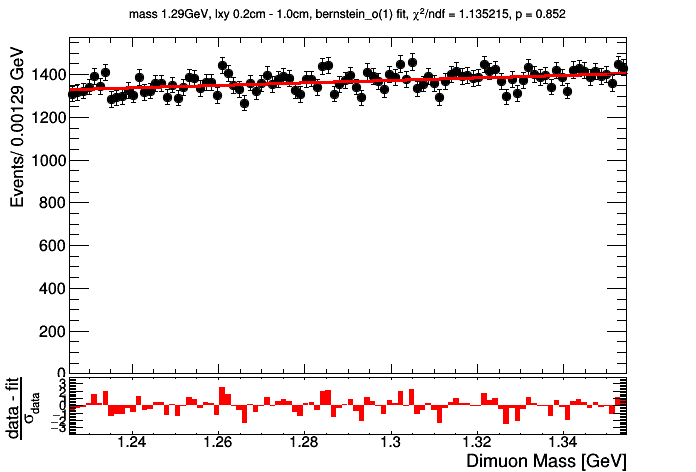 mass 1.29GeV, lxy 0.2cm - 1.0cm, bernstein_o(1) fit, χ²/ndf = 1.135215, p = 0.852
Events/ 0.00129 GeV
1400
1200
1000
800
600
400
200
0
data - fit
σdata
3
2
1
0
−1
−2
−3
1.24 1.26 1.28 1.3 1.32 1.34
Dimuon Mass [GeV]